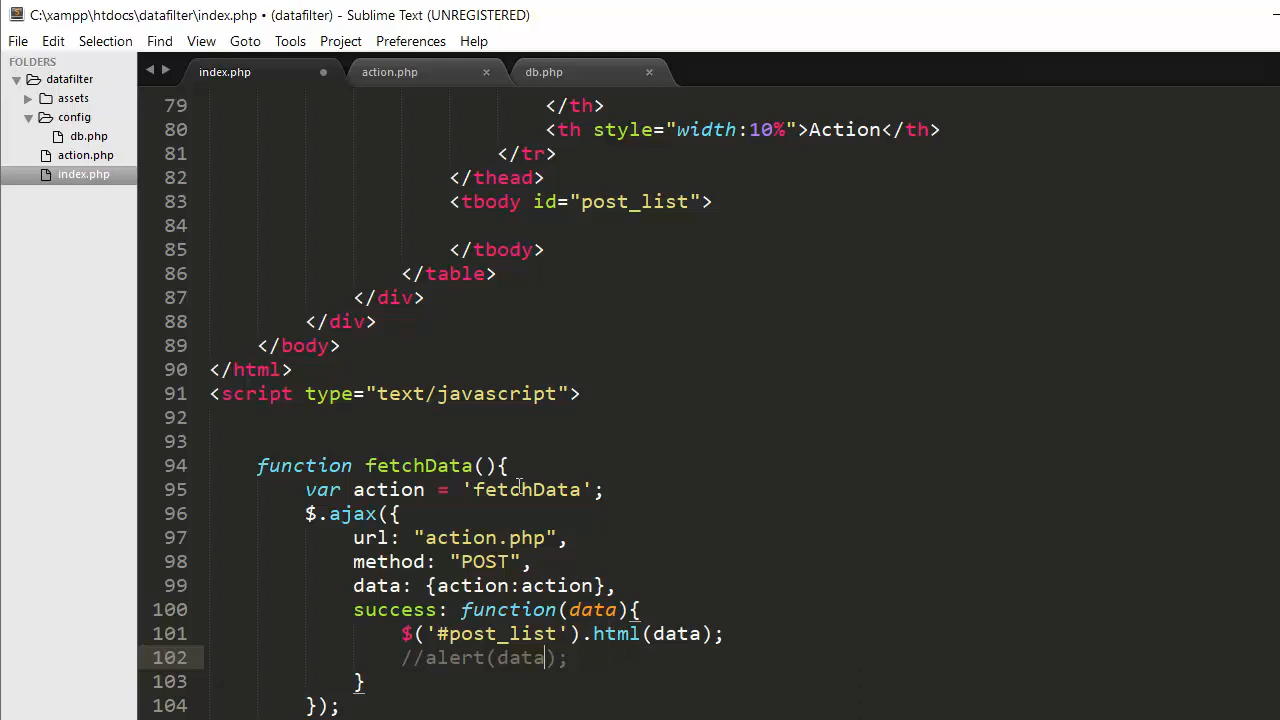 C:\xampp\htdocs\datafilter\index.php • (datafilter) - Sublime Text (UNREGISTERED)
File Edit Selection Find View Goto Tools Project Preferences Help
FOLDERS
datafilter
assets
config
db.php
action.php
index.php
index.php action.php db.php
79 </th>
80 <th style="width:10%">Action</th>
81 </tr>
82 </thead>
83 <tbody id="post_list">
84
85 </tbody>
86 </table>
87 </div>
88 </div>
89 </body>
90 </html>
91 <script type="text/javascript">
92
93
94 function fetchData(){
95 var action = 'fetchData';
96 $.ajax({
97 url: "action.php",
98 method: "POST",
99 data: {action:action},
100 success: function(data){
101 $('#post_list').html(data);
102 //alert(data);
103 }
104 });